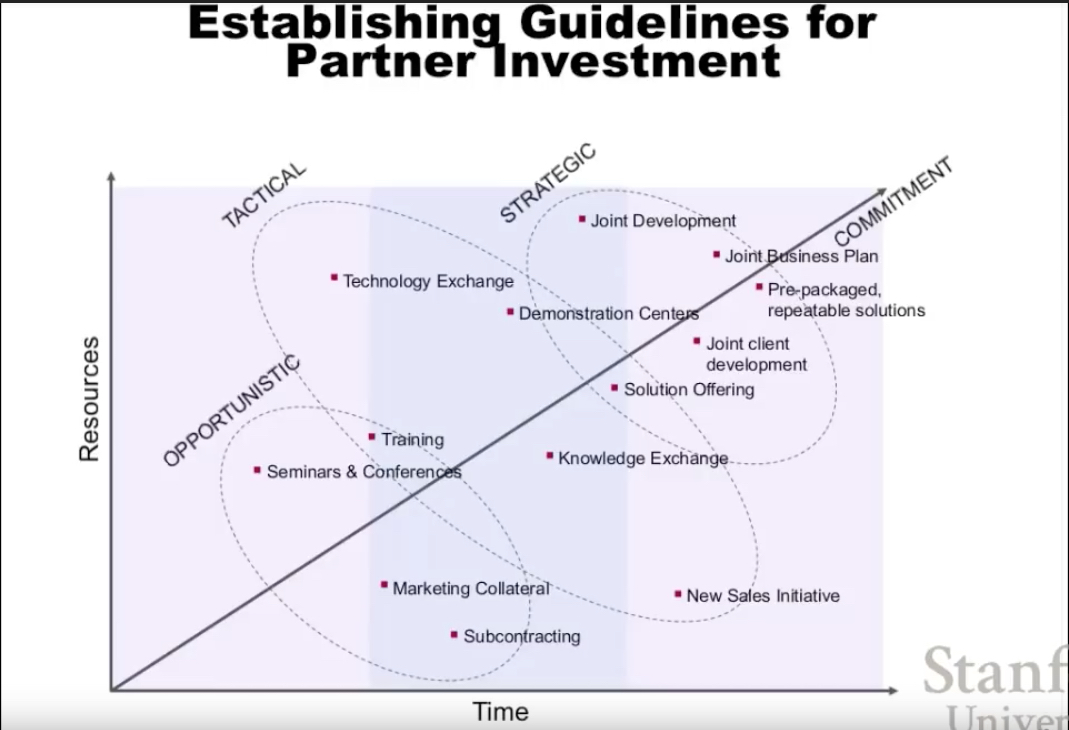 Establishing Guidelines for
Partner Investment
TACTICAL
STRATEGIC
COMMITMENT
Joint Development
Joint Business Plan
Technology Exchange
Pre-packaged,
repeatable solutions
Demonstration Centers
Joint client
development
OPPORTUNISTIC
Solution Offering
Resources
Training
Knowledge Exchange
Seminars & Conferences
Marketing Collateral
New Sales Initiative
Subcontracting
Time
Stanf
Univer